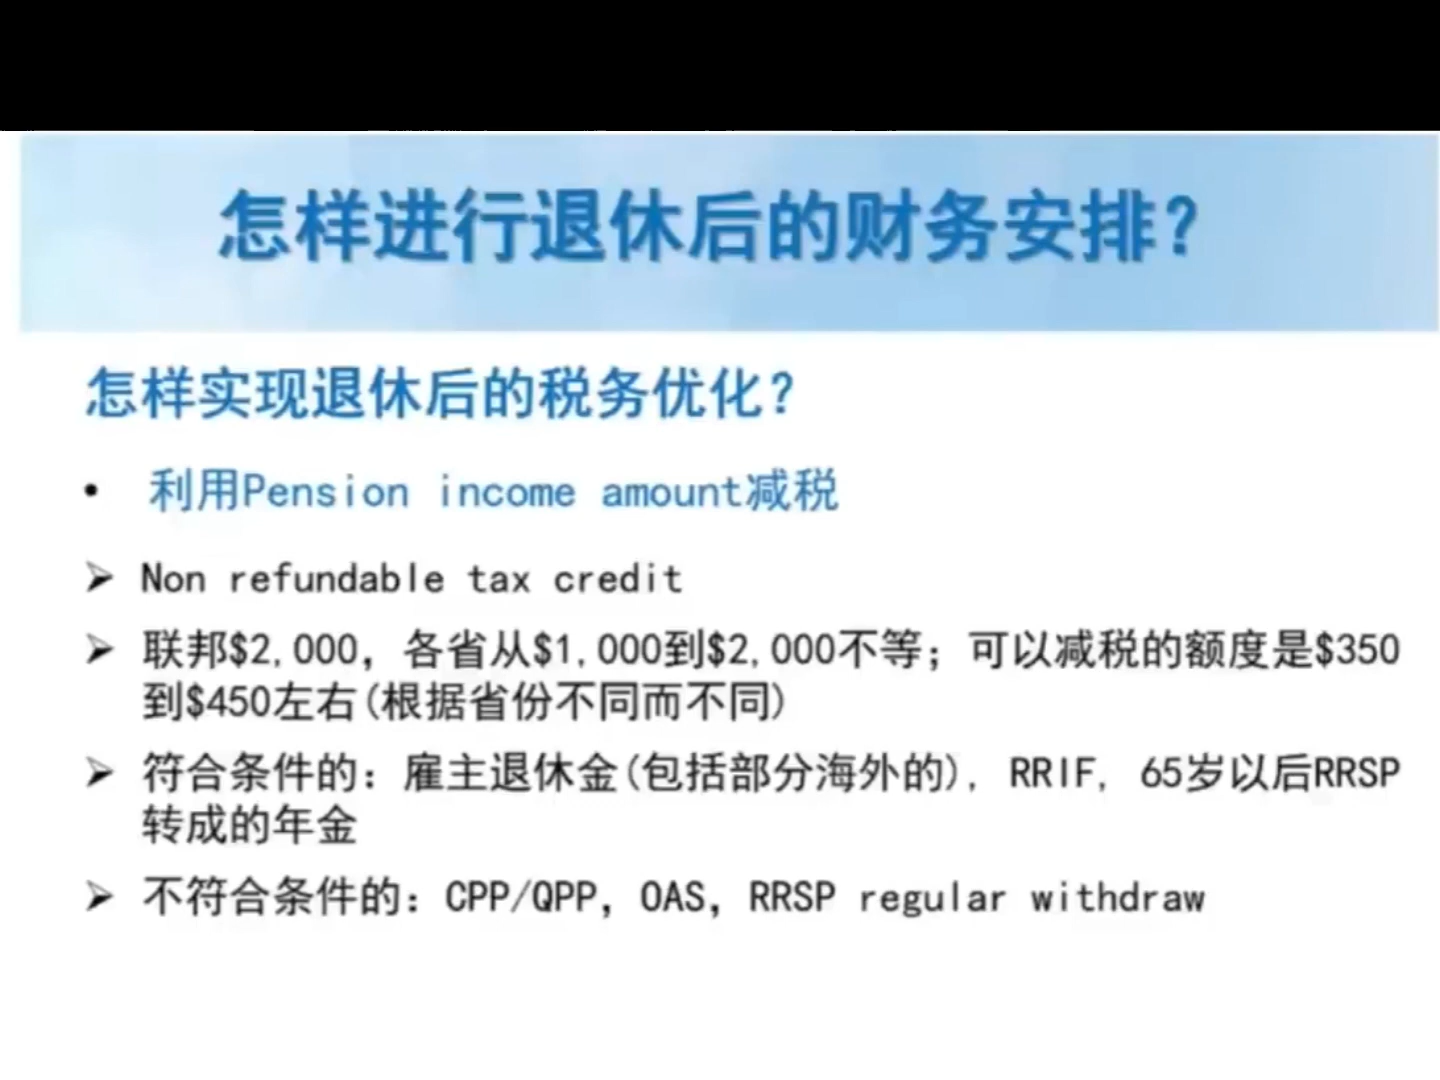 怎样进行退休后的财务安排?
怎样实现退休后的税务优化?
• 利用Pension income amount减税
➢ Non refundable tax credit
➢ 联邦$2,000，各省从$1,000到$2,000不等；可以减税的额度是$350
到$450左右(根据省份不同而不同)
➢ 符合条件的：雇主退休金(包括部分海外的), RRIF, 65岁以后RRSP
转成的年金
➢ 不符合条件的：CPP/QPP，OAS，RRSP regular withdraw